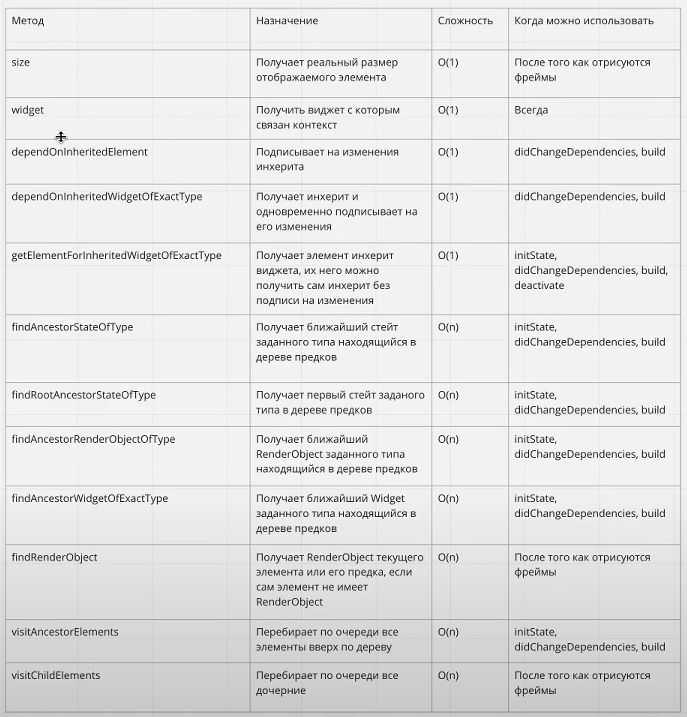 Метод Назначение Сложность Когда можно использовать
size Получает реальный размер O(1) После того как отрисуются
отображаемого элемента фреймы
widget Получить виджет с которым O(1) Всегда
связан контекст
dependOnInheritedElement Подписывает на изменения O(1) didChangeDependencies, build
инхерита
dependOnInheritedWidgetOfExactType Получает инхерит и O(1) didChangeDependencies, build
одновременно подписывает на
его изменения
getElementForInheritedWidgetOfExactType Получает элемент инхерит O(1) initState,
виджета, их него можно didChangeDependencies, build,
получить сам инхерит без deactivate
подписи на изменения
findAncestorStateOfType Получает ближайший стейт O(n) initState,
заданного типа находящийся в didChangeDependencies, build
дереве предков
findRootAncestorStateOfType Получает первый стейт заданого O(n) initState,
типа в дереве предков didChangeDependencies, build
findAncestorRenderObjectOfType Получает ближайший O(n) initState,
RenderObject заданного типа didChangeDependencies, build
находящийся в дереве предков
findAncestorWidgetOfExactType Получает ближайший Widget O(n) initState,
заданного типа находящийся в didChangeDependencies, build
дереве предков
findRenderObject Получает RenderObject текущего O(n) После того как отрисуются
элемента или его предка, если фреймы
сам элемент не имеет
RenderObject
visitAncestorElements Перебирает по очереди все O(n) initState,
элементы вверх по дереву didChangeDependencies, build
visitChildElements Перебирает по очереди все O(n) После того как отрисуются
дочерние фреймы